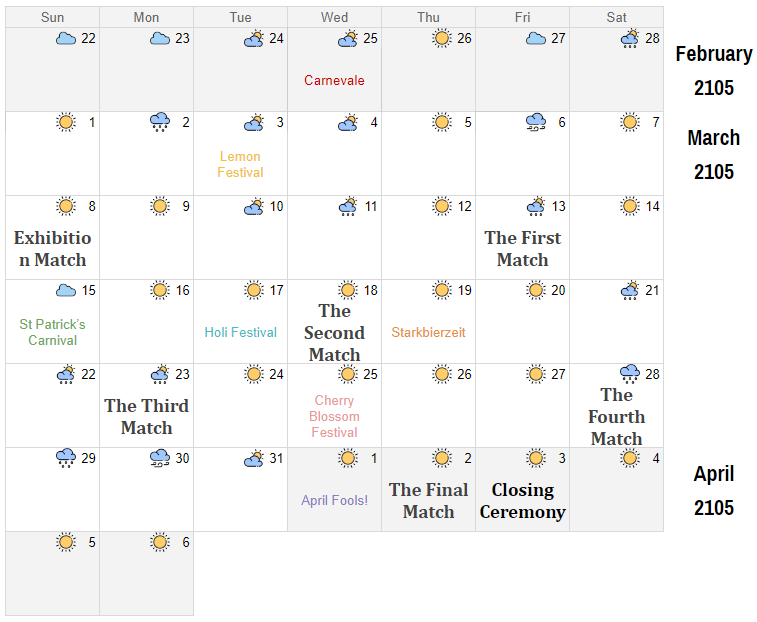 Sun Mon Tue Wed Thu Fri Sat
22 23 24 25 26 27 28
Carnevale
February
2105
1 2 3 4 5 6 7
Lemon
Festival
March
2105
8 9 10 11 12 13 14
Exhibitio
n Match
The First
Match
15 16 17 18 19 20 21
St Patrick's
Carnival
Holi Festival
The
Second
Match
Starkbierzeit
22 23 24 25 26 27 28
The Third
Match
Cherry
Blossom
Festival
The
Fourth
Match
29 30 31 1 2 3 4
April Fools!
The Final
Match
Closing
Ceremony
April
2105
5 6